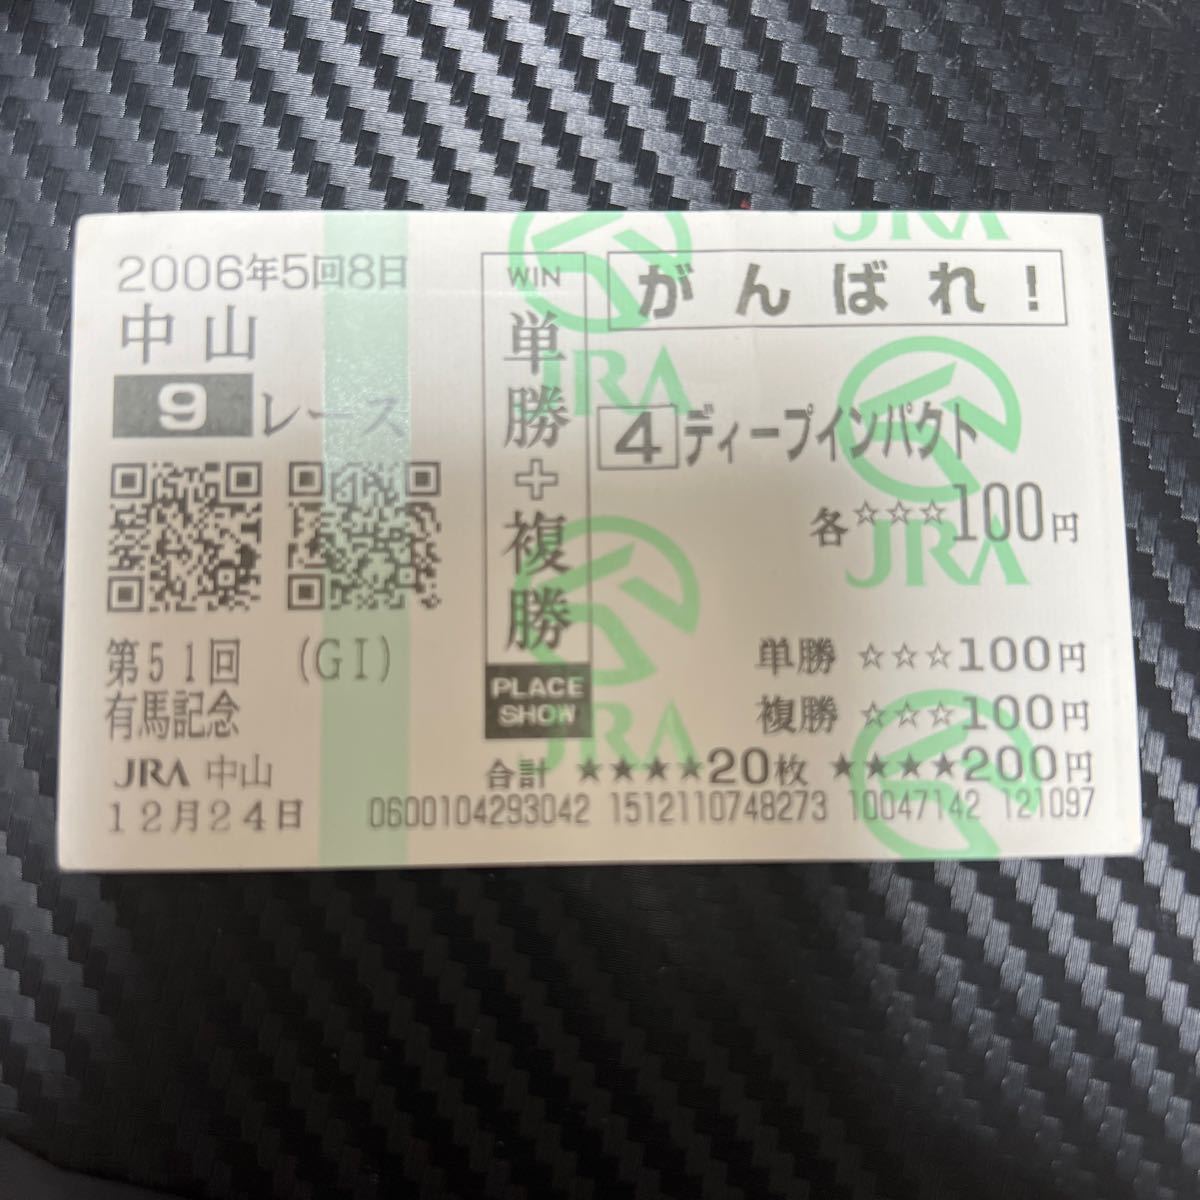 2006年5回8日
中山
9 レース
第51回 (GI)
有馬記念
JRA 中山
12月24日
WIN
単勝+複勝
PLACE
SHOW
がんばれ!
4 ディープインパクト
各☆☆☆100円
単勝 ☆☆☆100円
複勝 ☆☆☆100円
合計 ★★★★20枚 ★★★★200円
0600104293042 1512110748273 10047142 121097
JRA
JRA
JRA
JRA